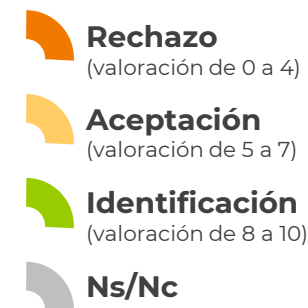 Rechazo
(valoración de 0 a 4)
Aceptación
(valoración de 5 a 7)
Identificación
(valoración de 8 a 10)
Ns/Nc